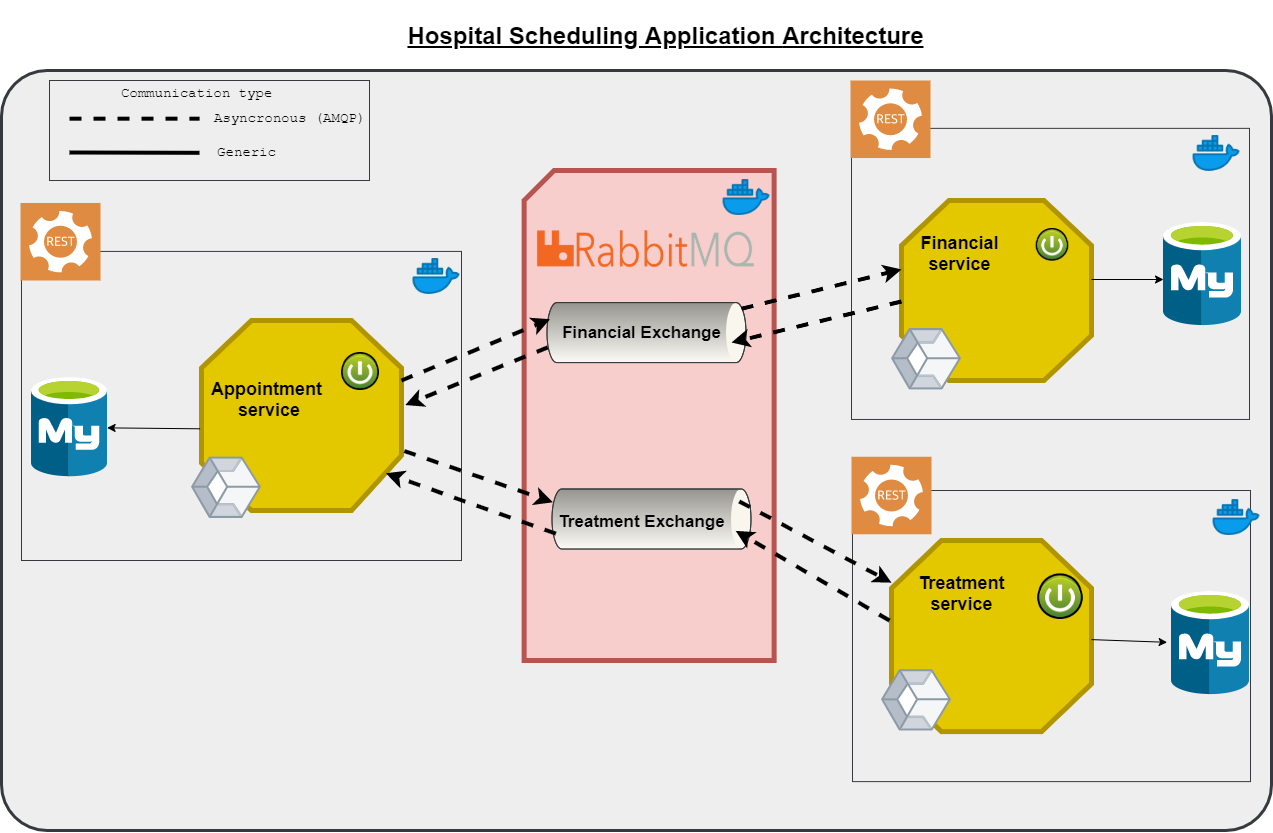 Hospital Scheduling Application Architecture
Communication type
Asyncronous (AMQP)
Generic
REST
REST
RabbitMQ
Financial
service
My
Financial Exchange
Appointment
service
My
REST
Treatment Exchange
Treatment
service
My